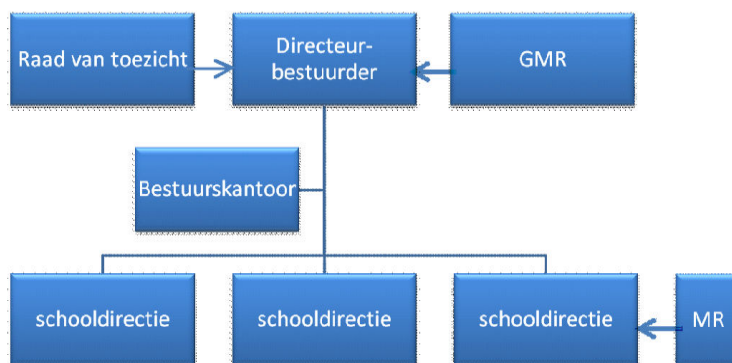 Raad van toezicht
Directeur-
bestuurder
GMR
Bestuurskantoor
schooldirectie
schooldirectie
schooldirectie
MR